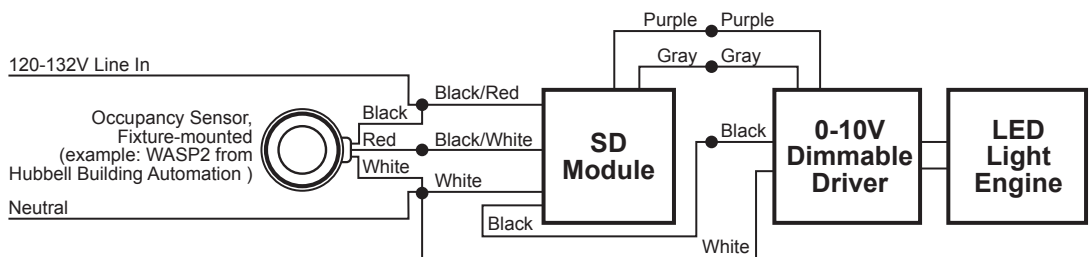 Purple Purple
Gray Gray
120-132V Line In
Black/Red
Black
Occupancy Sensor,
Fixture-mounted
(example: WASP2 from
Hubbell Building Automation )
Red
Black/White
White
White
Neutral
Black
SD
Module
Black
White
0-10V
Dimmable
Driver
LED
Light
Engine